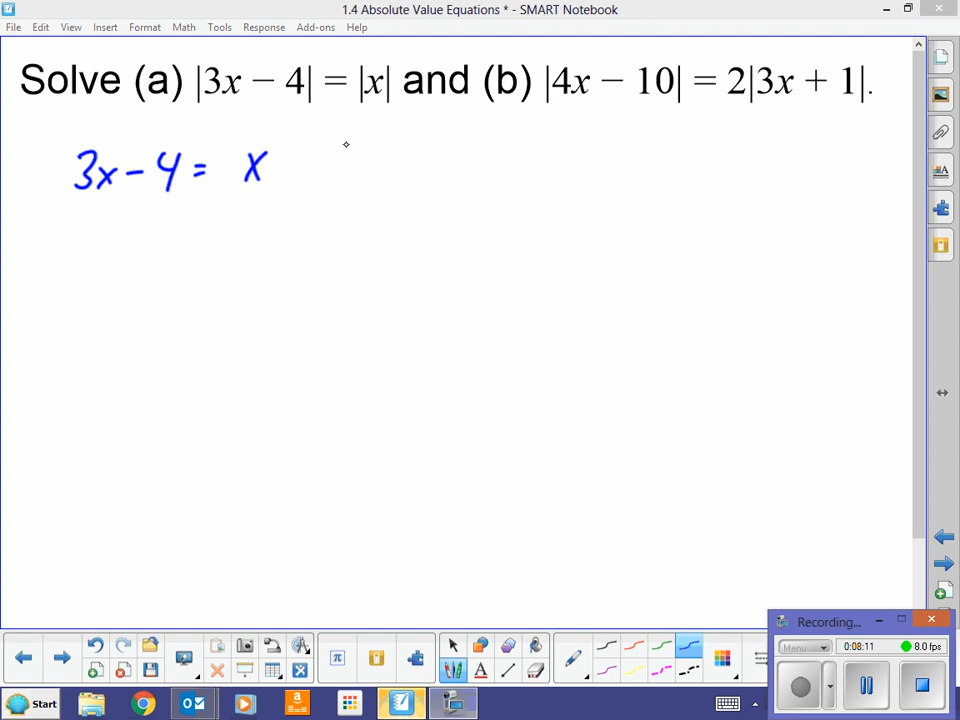 1.4 Absolute Value Equations * - SMART Notebook
File Edit View Insert Format Math Tools Response Add-ons Help
Solve (a) |3x − 4| = |x| and (b) |4x − 10| = 2|3x + 1|.
3x - 4 = x
Recording...
Menu 0:08:11 8.0 fps
Start